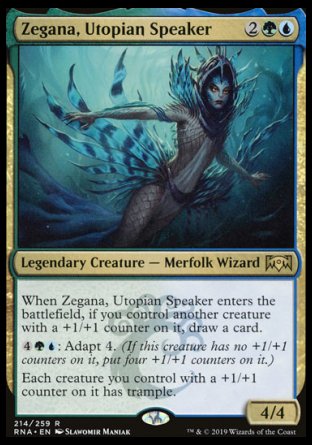 Zegana, Utopian Speaker 2
Legendary Creature — Merfolk Wizard
When Zegana, Utopian Speaker enters the
battlefield, if you control another creature
with a +1/+1 counter on it, draw a card.
4 : Adapt 4. (If this creature has no +1/+1
counters on it, put four +1/+1 counters on it.)
Each creature you control with a +1/+1
counter on it has trample.
4/4
214/259 R
RNA • EN Slawomir Maniak
™ & © 2019 Wizards of the Coast